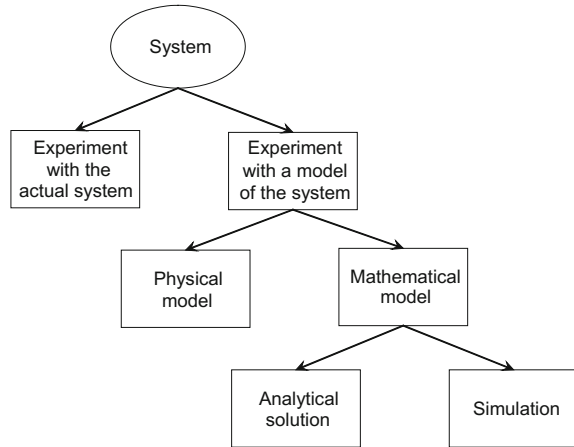 System
Experiment
with the
actual system
Experiment
with a model
of the system
Physical
model
Mathematical
model
Analytical
solution
Simulation